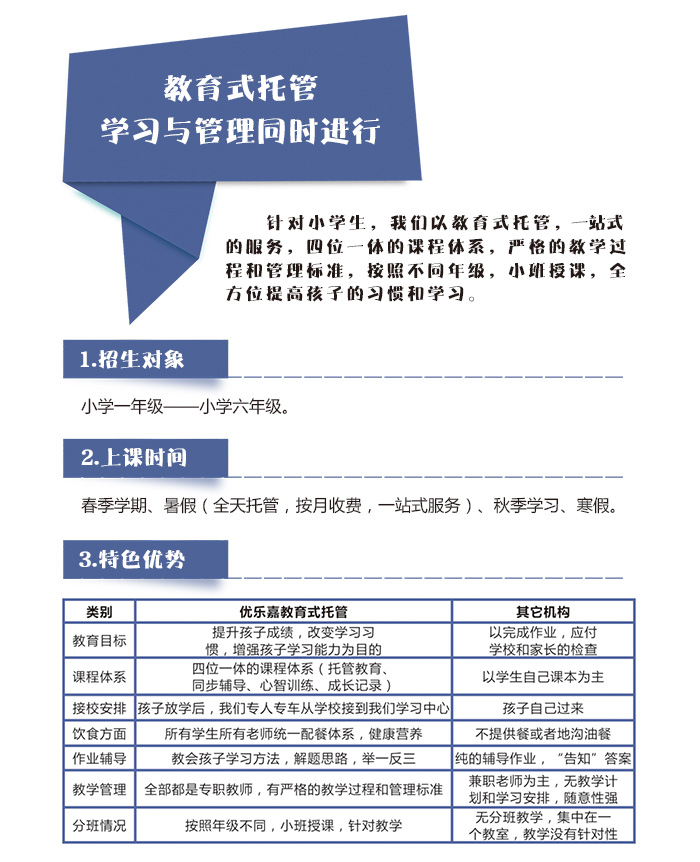 教育式托管
学习与管理同时进行
针对小学生，我们以教育式托管，一站式
的服务，四位一体的课程体系，严格的教学过
程和管理标准，按照不同年级，小班授课，全
方位提高孩子的习惯和学习。
1.招生对象
小学一年级——小学六年级。
2.上课时间
春季学期、暑假（全天托管，按月收费，一站式服务）、秋季学习、寒假。
3.特色优势
类别 优乐嘉教育式托管 其它机构
教育目标
提升孩子成绩，改变学习习
惯，增强孩子学习能力为目的
以完成作业，应付
学校和家长的检查
课程体系
四位一体的课程体系（托管教育、
同步辅导、心智训练、成长记录）
以学生自己课本为主
接校安排 孩子放学后，我们专人专车从学校接到我们学习中心 孩子自己过来
饮食方面 所有学生所有老师统一配餐体系，健康营养 不提供餐或者地沟油餐
作业辅导 教会孩子学习方法，解题思路，举一反三 纯的辅导作业，“告知”答案
教学管理 全部都是专职教师，有严格的教学过程和管理标准
兼职老师为主，无教学计
划和学习安排，随意性强
分班情况 按照年级不同，小班授课，针对教学
无分班教学，集中在一
个教室，教学没有针对性